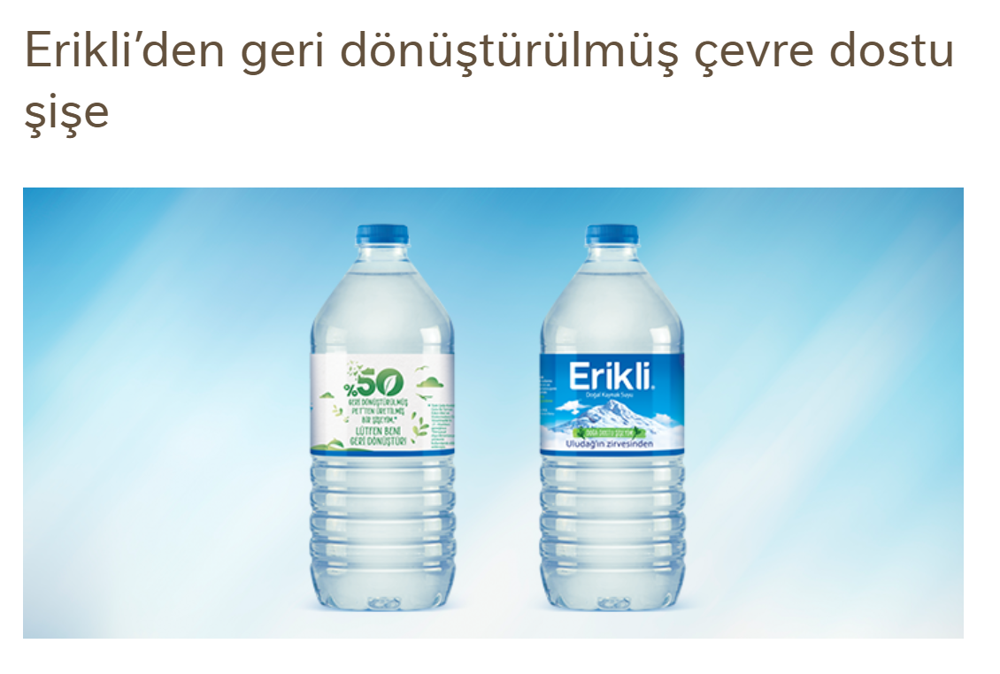 Erikli’den geri dönüştürülmüş çevre dostu
şişe
%50
GERİ DÖNÜŞTÜRÜLMÜŞ
PET'TEN ÜRETİLMİŞ
BİR ŞİŞEYİM.*
LÜTFEN BENİ
GERİ DÖNÜŞTÜR!
Erikli
Doğal Kaynak Suyu
DOĞA DOSTU ŞİŞEYİM
Uludağ'ın zirvesinden